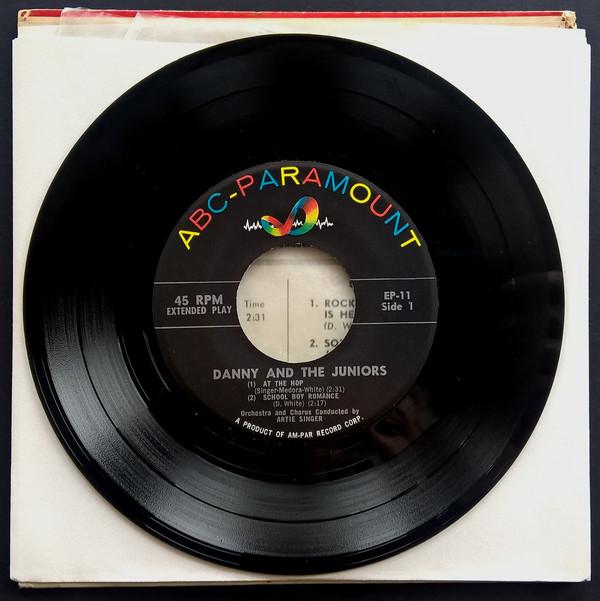 ABC-PARAMOUNT
45 RPM
EXTENDED PLAY
Time
2:31
1. ROCK
IS HE
(D. W
2.
EP-11
Side 1
DANNY AND THE JUNIORS
(1) AT THE HOP
(Singer-Medora-White) (2:31)
(2) SCHOOL BOY ROMANCE
(D. White) (2:17)
Orchestra and Chorus Conducted by
ARTIE SINGER
A PRODUCT OF AM-PAR RECORD CORP.